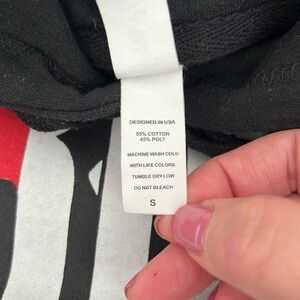 DESIGNED IN USA
55% COTTON
45% POLY
MACHINE WASH COLD
WITH LIKE COLORS
TUMBLE DRY LOW
DO NOT BLEACH
S